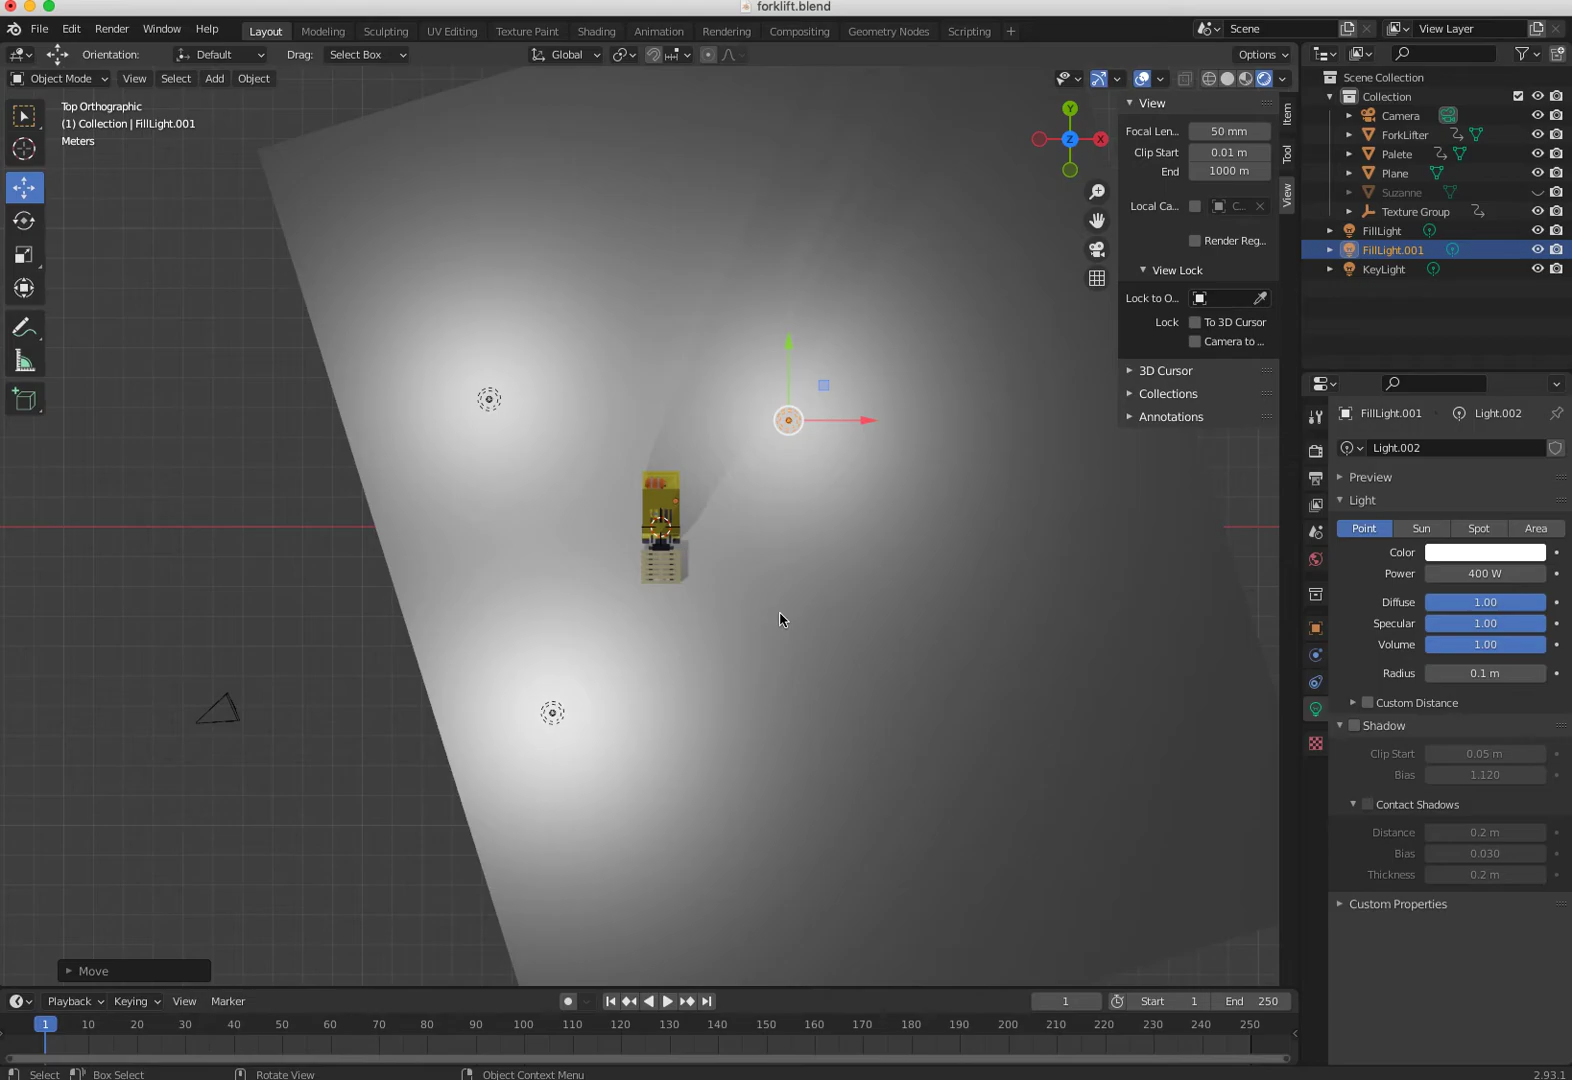 forklift.blend
File Edit Render Window Help Layout Modeling Sculpting UV Editing Texture Paint Shading Animation Rendering Compositing Geometry Nodes Scripting + Scene View Layer
Orientation: Default Drag: Select Box Global Options
Object Mode View Select Add Object
Top Orthographic
(1) Collection | FillLight.001
Meters
Y
Z
X
View
Focal Len... 50 mm
Clip Start 0.01 m
End 1000 m
Local Ca... C...
Render Reg...
View Lock
Lock to O...
Lock To 3D Cursor
Camera to ...
3D Cursor
Collections
Annotations
Item
Tool
View
Scene Collection
Collection
Camera
ForkLifter
Palete
Plane
Suzanne
Texture Group
FillLight
FillLight.001
KeyLight
FillLight.001 Light.002
Light.002
Preview
Light
Point Sun Spot Area
Color
Power 400 W
Diffuse 1.00
Specular 1.00
Volume 1.00
Radius 0.1 m
Custom Distance
Shadow
Clip Start 0.05 m
Bias 1.120
Contact Shadows
Distance 0.2 m
Bias 0.030
Thickness 0.2 m
Custom Properties
Move
Playback Keying View Marker 1 Start 1 End 250
1 10 20 30 40 50 60 70 80 90 100 110 120 130 140 150 160 170 180 190 200 210 220 230 240 250
Select Box Select Rotate View Object Context Menu 2.93.1